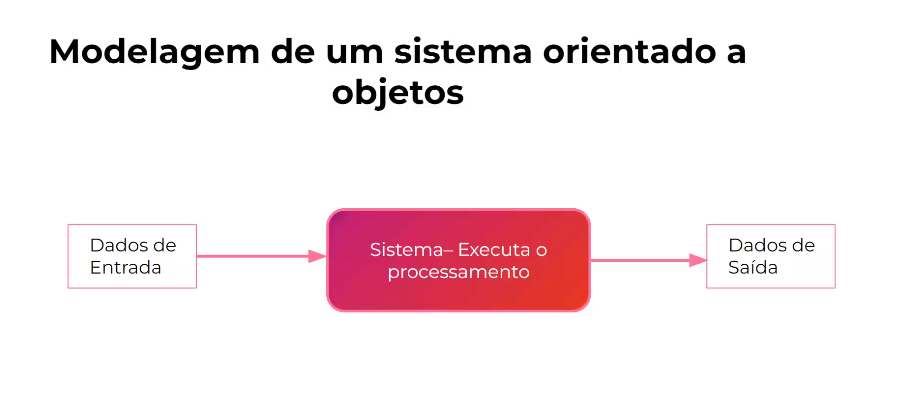 Modelagem de um sistema orientado a
objetos
Dados de
Entrada
Sistema– Executa o
processamento
Dados de
Saída